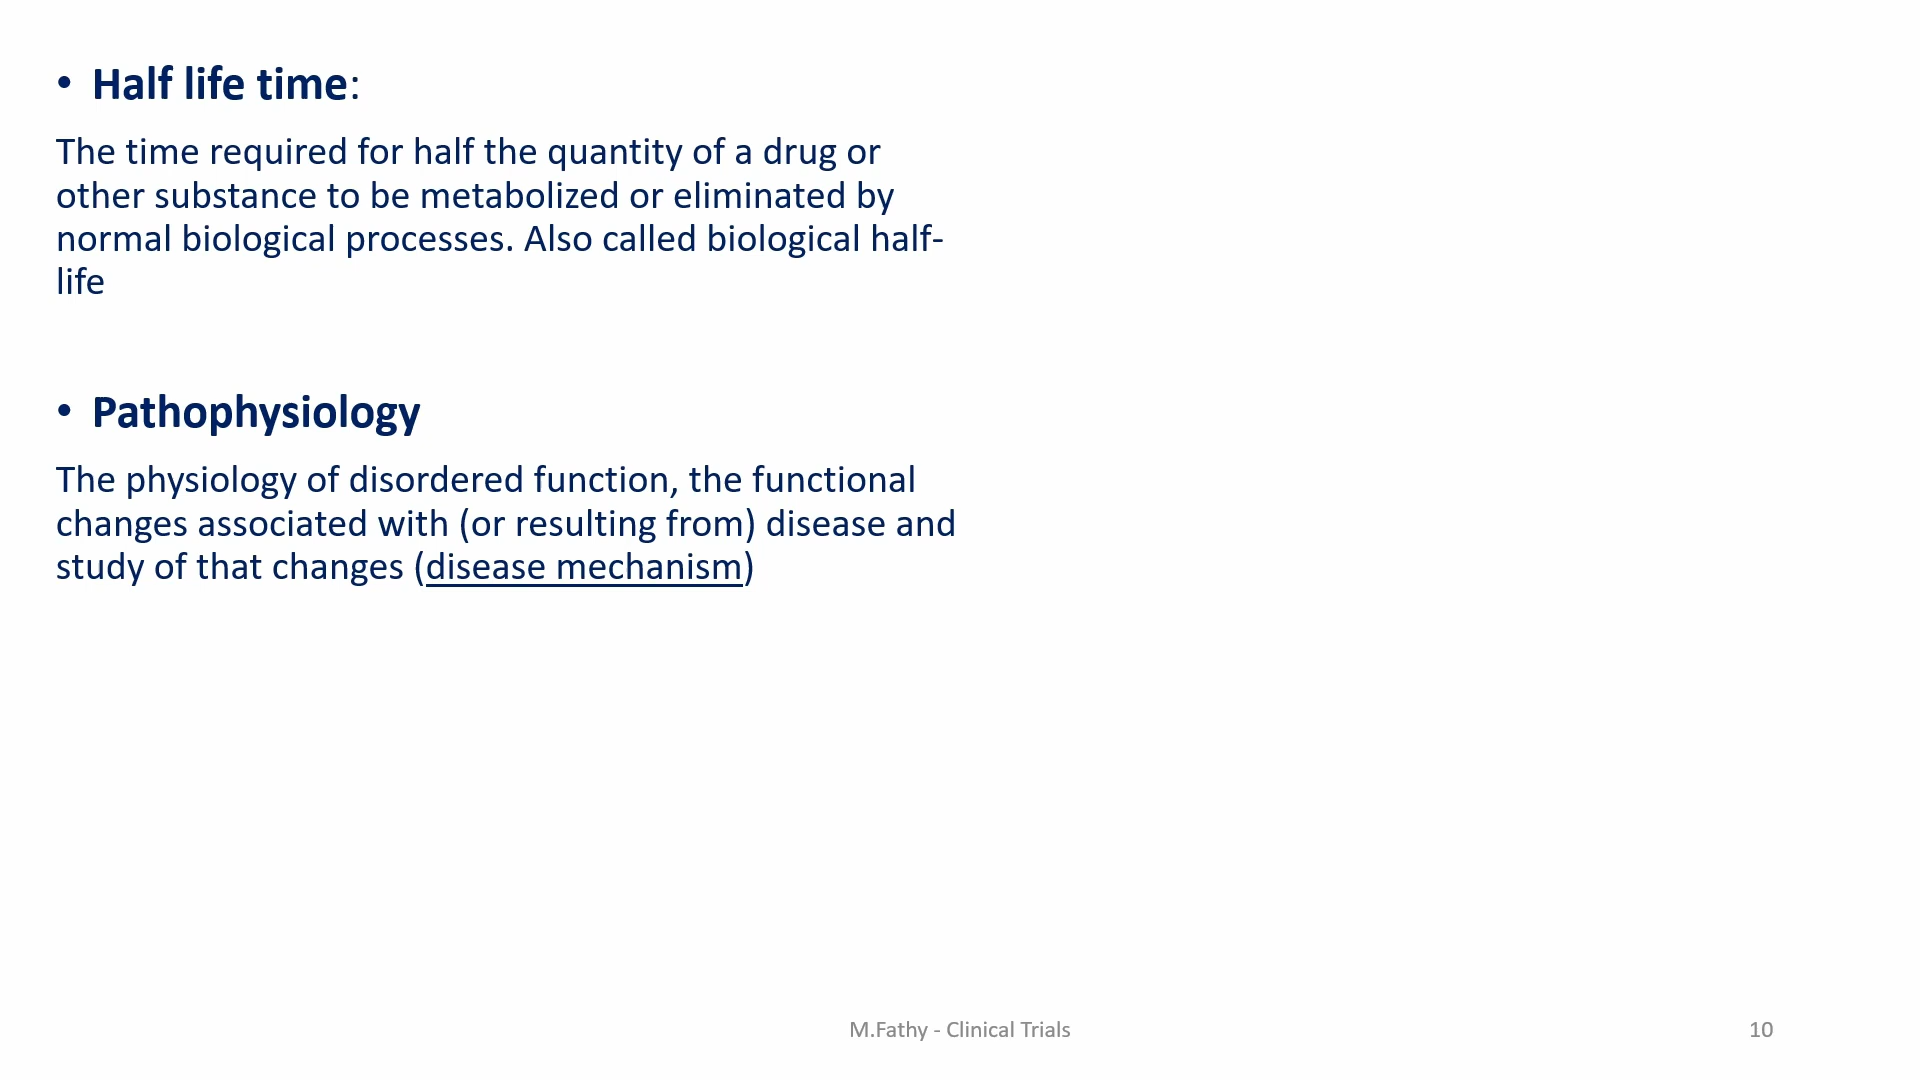 • Half life time:
The time required for half the quantity of a drug or
other substance to be metabolized or eliminated by
normal biological processes. Also called biological half-
life
• Pathophysiology
The physiology of disordered function, the functional
changes associated with (or resulting from) disease and
study of that changes (disease mechanism)
M.Fathy - Clinical Trials
10